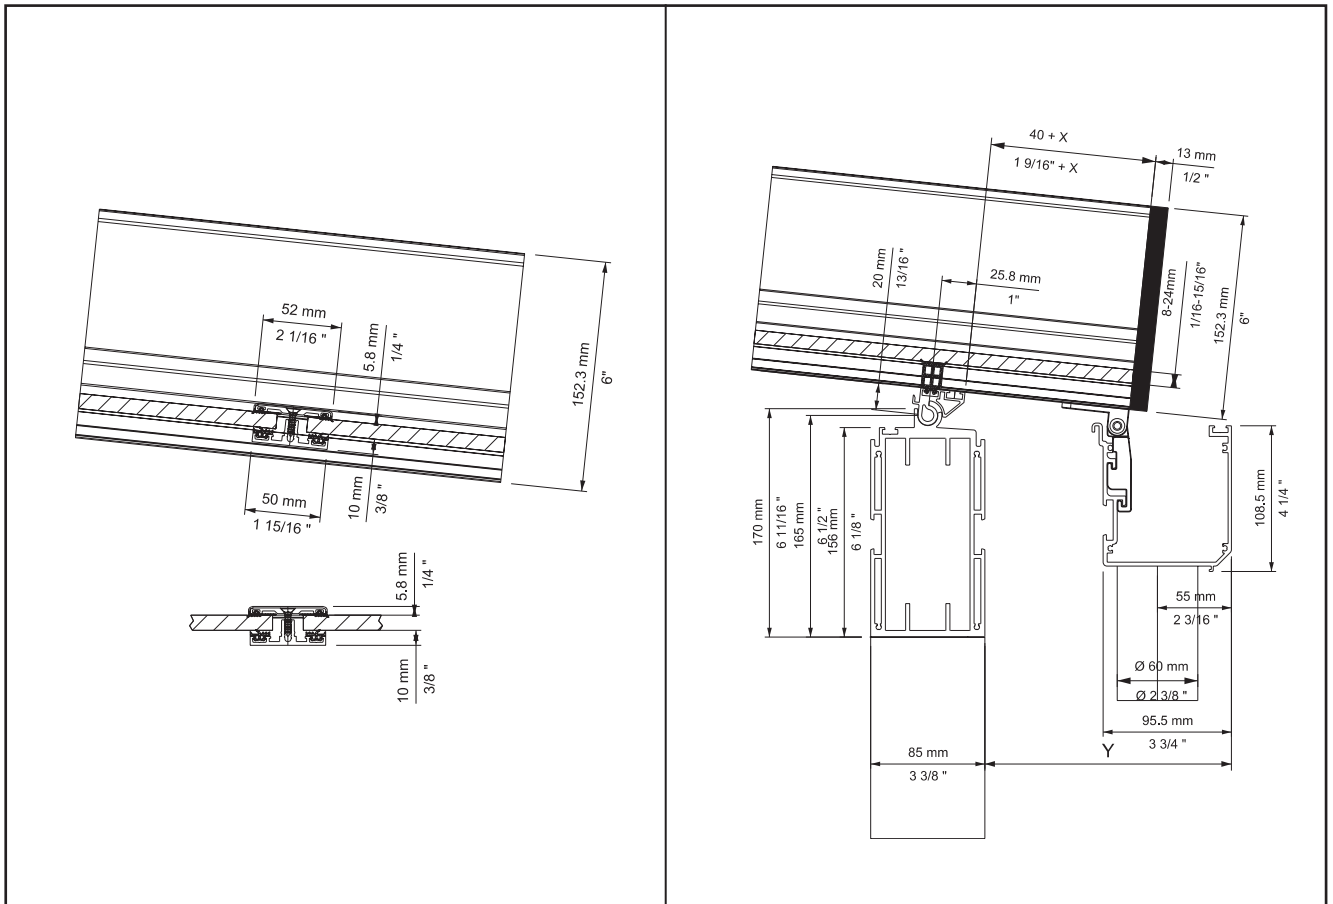 52 mm
2 1/16 "
5.8 mm
1/4 "
152.3 mm
6"
50 mm
1 15/16 "
10 mm
3/8 "
5.8 mm
1/4 "
10 mm
3/8 "
40 + X
1 9/16" + X
13 mm
1/2 "
20 mm
13/16 "
25.8 mm
1"
8-24mm
1/16-15/16"
152.3 mm
6"
170 mm
6 11/16 "
165 mm
6 1/2 "
156 mm
6 1/8 "
108.5 mm
4 1/4 "
55 mm
2 3/16 "
Ø 60 mm
Ø 2 3/8 "
95.5 mm
3 3/4 "
Y
85 mm
3 3/8 "